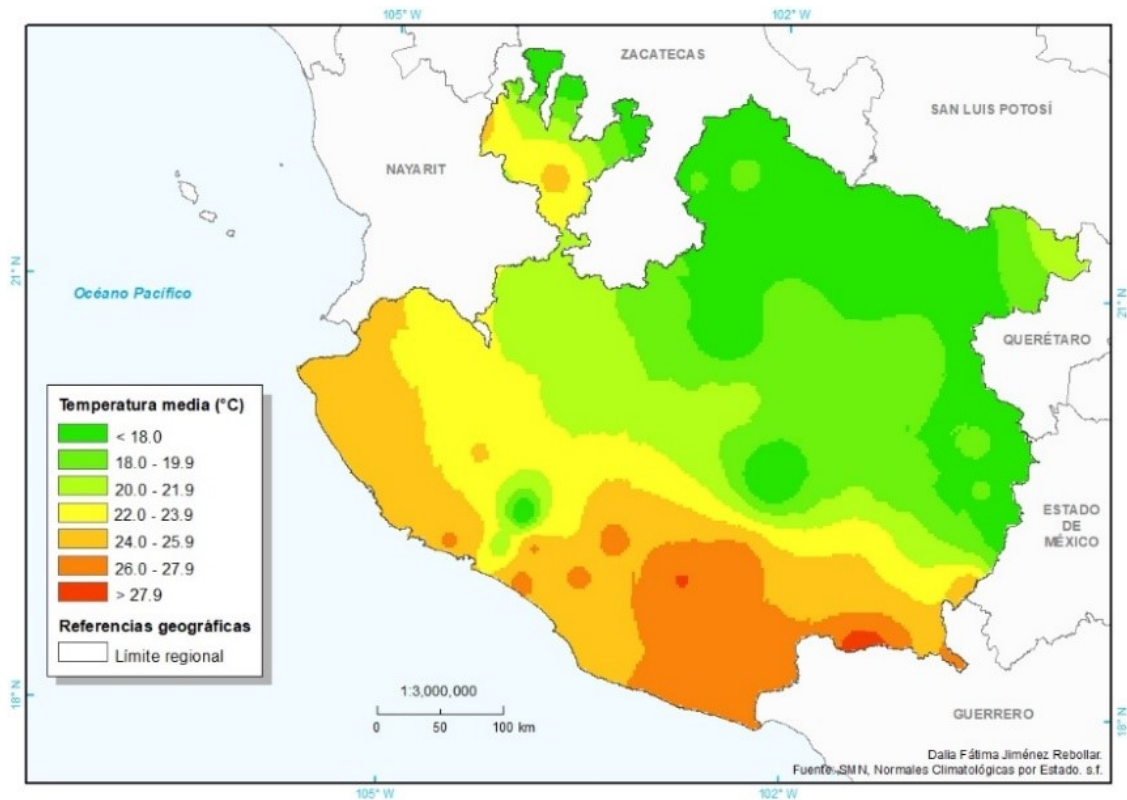 105° W
102° W
ZACATECAS
SAN LUIS POTOSÍ
NAYARIT
21° N
Océano Pacífico
21° N
QUERÉTARO
Temperatura media (°C)
< 18.0
18.0 - 19.9
20.0 - 21.9
22.0 - 23.9
24.0 - 25.9
26.0 - 27.9
> 27.9
Referencias geográficas
Límite regional
ESTADO
DE
MÉXICO
1:3,000,000
0 50 100 km
18° N
18° N
GUERRERO
Dalia Fátima Jiménez Rebollar.
Fuente: SMN, Normales Climatológicas por Estado. s.f.
105° W
102° W